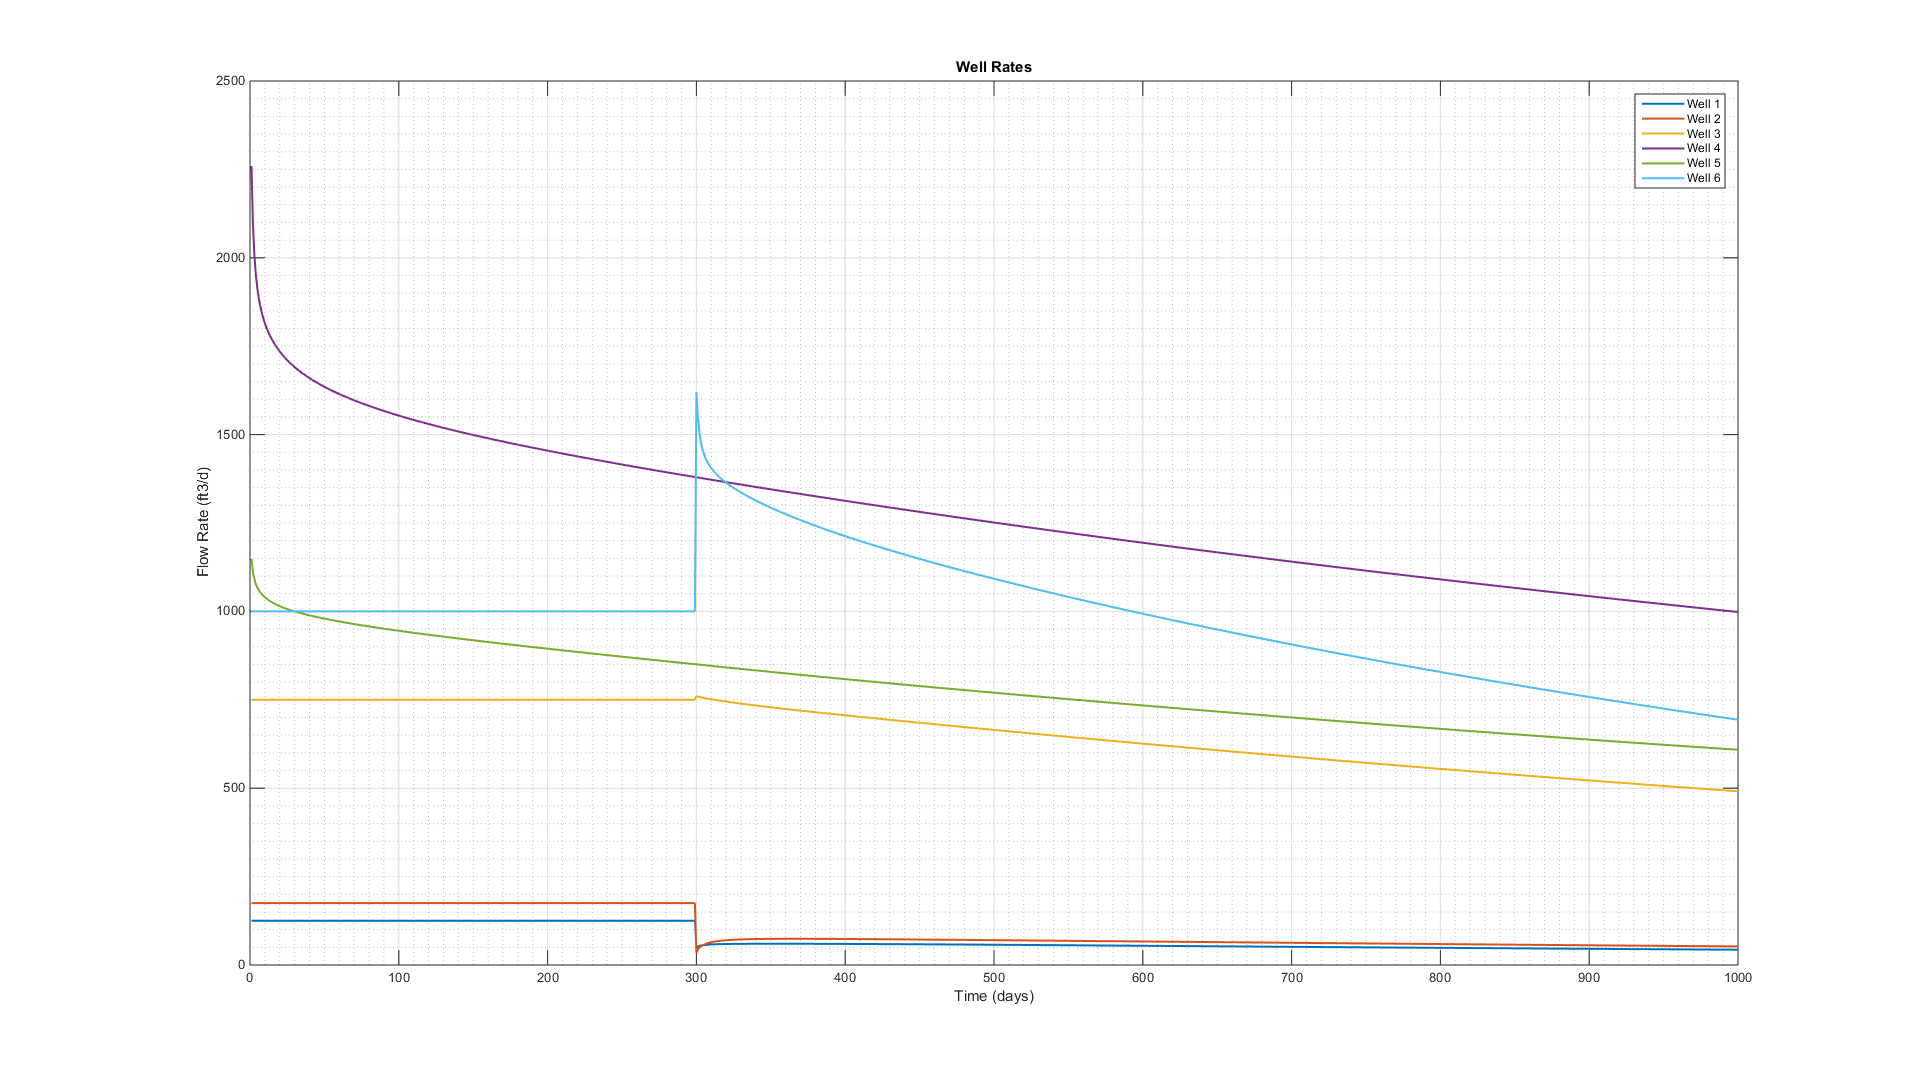 Well Rates
2500
2000
1500
1000
500
0
Flow Rate (ft3/d)
Well 1
Well 2
Well 3
Well 4
Well 5
Well 6
0 100 200 300 400 500 600 700 800 900 1000
Time (days)